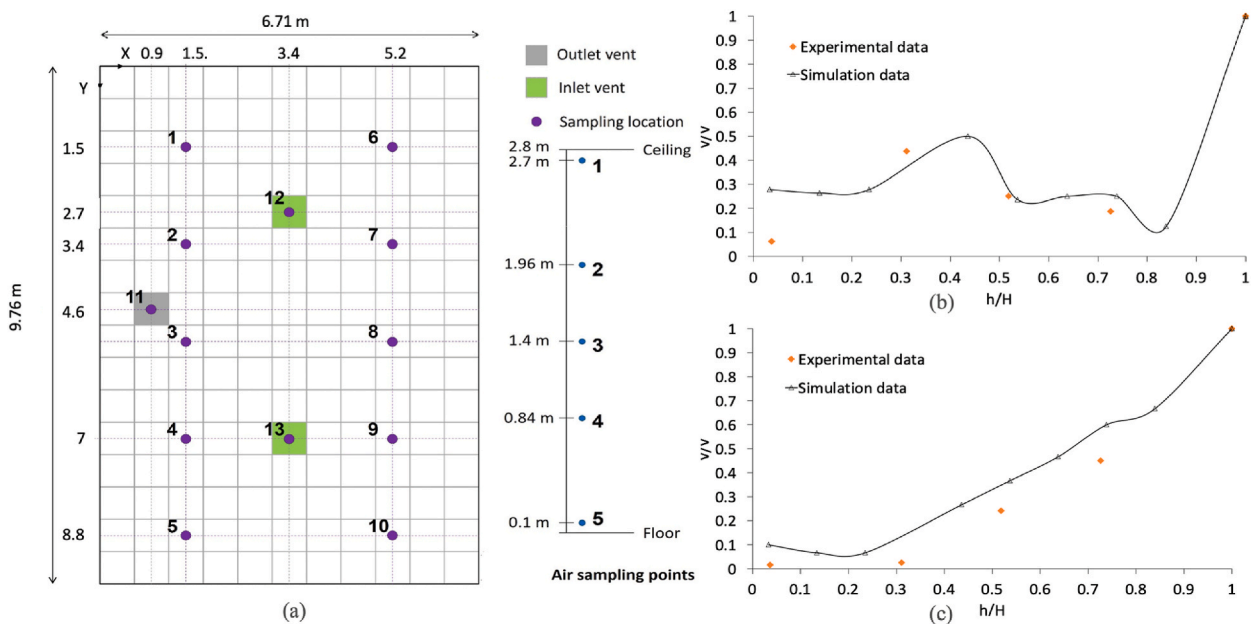 6.71 m
X 0.9 1.5. 3.4 5.2
Y
9.76 m
1.5
2.7
3.4
4.6
7
8.8
1
6
12
2
7
11
3
8
4
13
9
5
10
(a)
Outlet vent
Inlet vent
Sampling location
2.8 m
Ceiling
2.7 m
1
1.96 m
2
1.4 m
3
0.84 m
4
0.1 m
5
Floor
Air sampling points
Experimental data
Simulation data
1
0.9
0.8
0.7
0.6
0.5
0.4
0.3
0.2
0.1
0
v/v
0 0.1 0.2 0.3 0.4 0.5 0.6 0.7 0.8 0.9 1
h/H
(b)
Experimental data
Simulation data
1
0.9
0.8
0.7
0.6
0.5
0.4
0.3
0.2
0.1
0
v/v
0 0.1 0.2 0.3 0.4 0.5 0.6 0.7 0.8 0.9 1
h/H
(c)